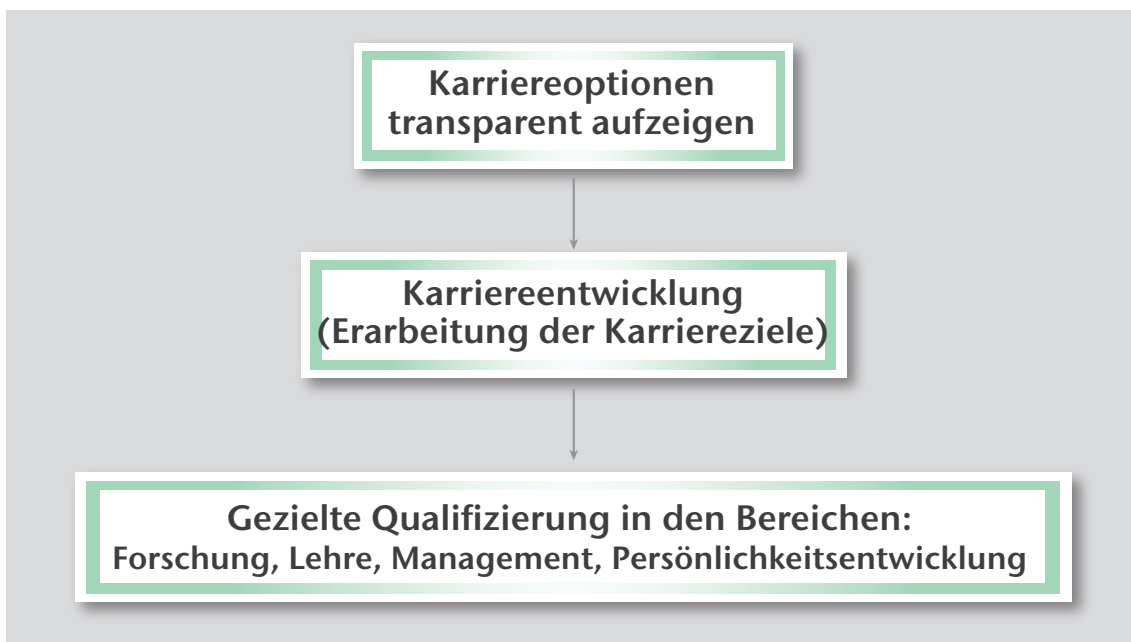 Karriereoptionen
transparent aufzeigen
Karriereentwicklung
(Erarbeitung der Karriereziele)
Gezielte Qualifizierung in den Bereichen:
Forschung, Lehre, Management, Persönlichkeitsentwicklung